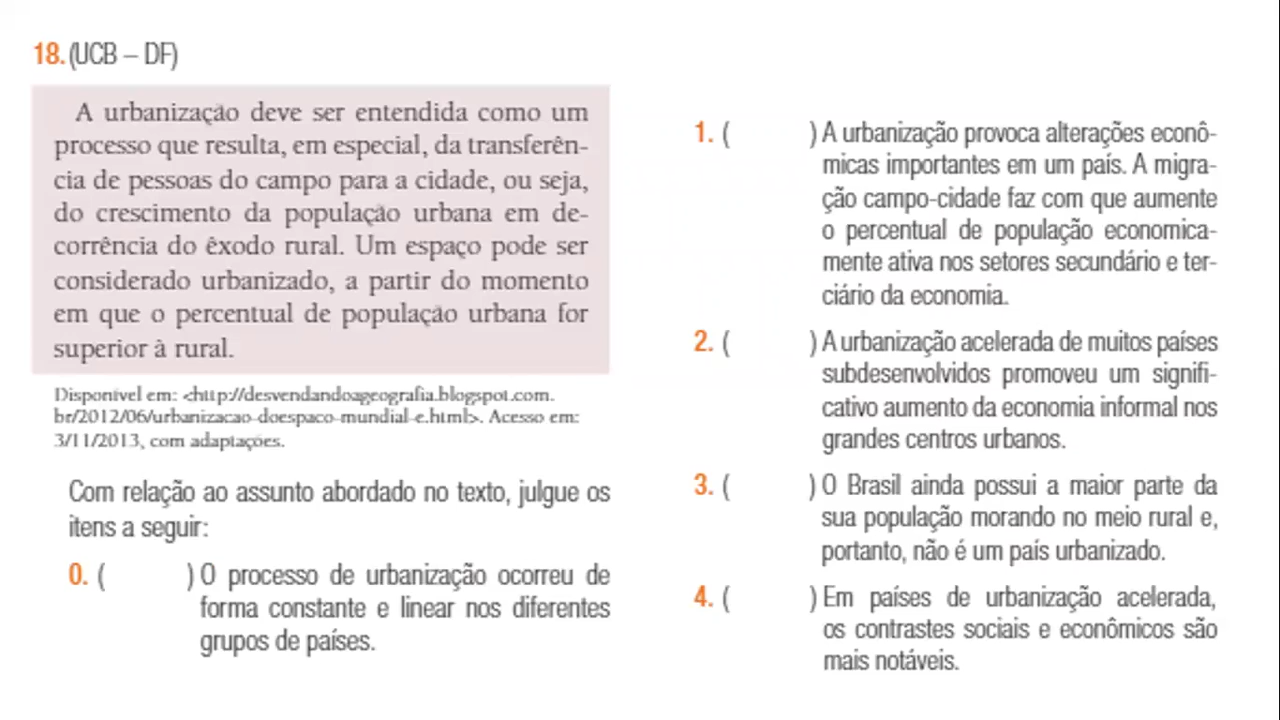 18. (UCB – DF)
A urbanização deve ser entendida como um
processo que resulta, em especial, da transferên-
cia de pessoas do campo para a cidade, ou seja,
do crescimento da população urbana em de-
corrência do êxodo rural. Um espaço pode ser
considerado urbanizado, a partir do momento
em que o percentual de população urbana for
superior à rural.
Disponível em: <http://desvendandoageografia.blogspot.com.
br/2012/06/urbanizacao-doespaco-mundial-e.html>. Acesso em:
3/11/2013, com adaptações.
Com relação ao assunto abordado no texto, julgue os
itens a seguir:
0. ( ) O processo de urbanização ocorreu de
forma constante e linear nos diferentes
grupos de países.
1. ( ) A urbanização provoca alterações econô-
micas importantes em um país. A migra-
ção campo-cidade faz com que aumente
o percentual de população economica-
mente ativa nos setores secundário e ter-
ciário da economia.
2. ( ) A urbanização acelerada de muitos países
subdesenvolvidos promoveu um signifi-
cativo aumento da economia informal nos
grandes centros urbanos.
3. ( ) O Brasil ainda possui a maior parte da
sua população morando no meio rural e,
portanto, não é um país urbanizado.
4. ( ) Em países de urbanização acelerada,
os contrastes sociais e econômicos são
mais notáveis.